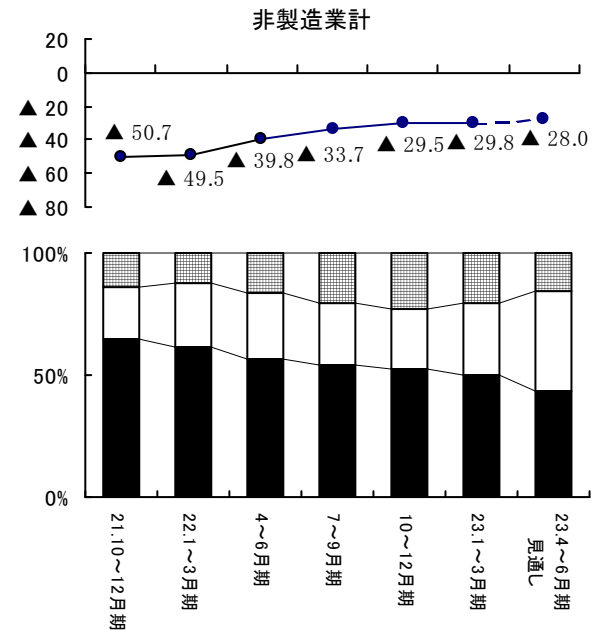 非製造業計
20
0
▲ 20
▲ 40
▲ 60
▲ 80
▲ 50.7
▲ 49.5
▲ 39.8
▲ 33.7
▲ 29.5
▲ 29.8
▲ 28.0
100%
50%
0%
21.10～12月期
22.1～3月期
4～6月期
7～9月期
10～12月期
23.1～3月期
23.4～6月期
見通し